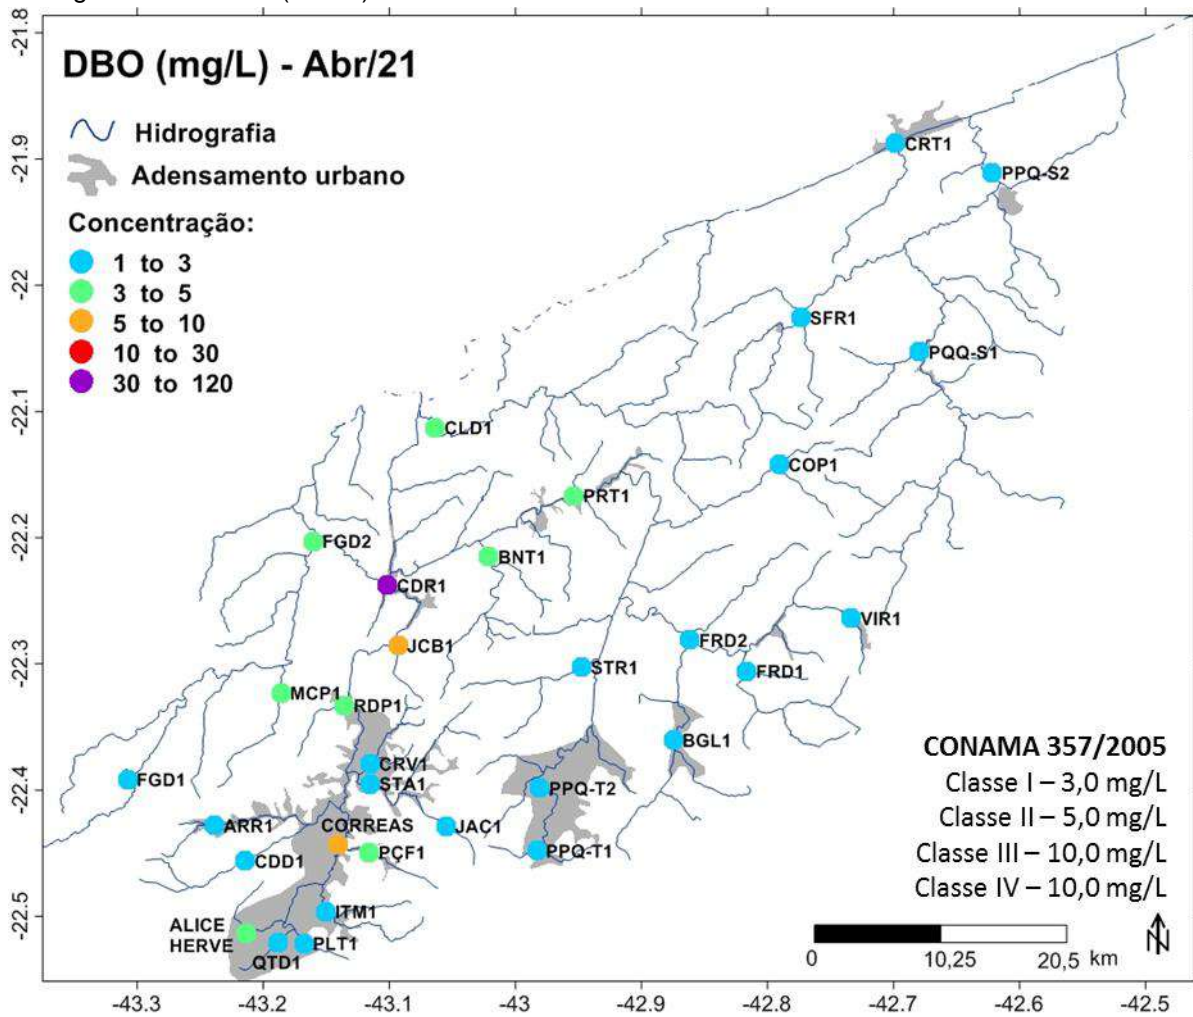 DBO (mg/L) - Abr/21
Hidrografia
Adensamento urbano
Concentração:
1 to 3
3 to 5
5 to 10
10 to 30
30 to 120
CRT1
PPQ-S2
SFR1
PQQ-S1
CLD1
COP1
PRT1
FGD2
BNT1
CDR1
VIR1
FRD2
JCB1
STR1
FRD1
MCP1
RDP1
BGL1
CRV1
FGD1
STA1
PPQ-T2
ARR1
CORREAS
JAC1
CDD1
PÇF1
PPQ-T1
ITM1
ALICE
HERVE
PLT1
QTD1
CONAMA 357/2005
Classe I – 3,0 mg/L
Classe II – 5,0 mg/L
Classe III – 10,0 mg/L
Classe IV – 10,0 mg/L
0 10,25 20,5 km
N
-21.8
-21.9
-22
-22.1
-22.2
-22.3
-22.4
-22.5
-43.3 -43.2 -43.1 -43 -42.9 -42.8 -42.7 -42.6 -42.5